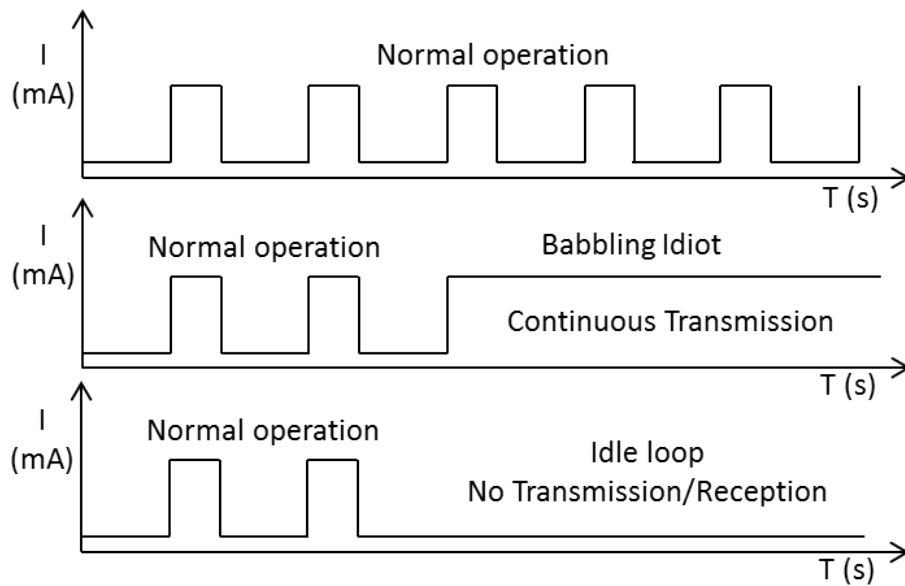 I
(mA)
Normal operation
T (s)
I
(mA)
Normal operation
Babbling Idiot
Continuous Transmission
T (s)
I
(mA)
Normal operation
Idle loop
No Transmission/Reception
T (s)